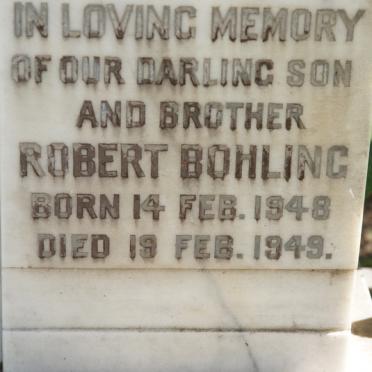 IN LOVING MEMORY
OF OUR DARLING SON
AND BROTHER
ROBERT BOHLING
BORN 14 FEB. 1948
DIED 19 FEB. 1949.